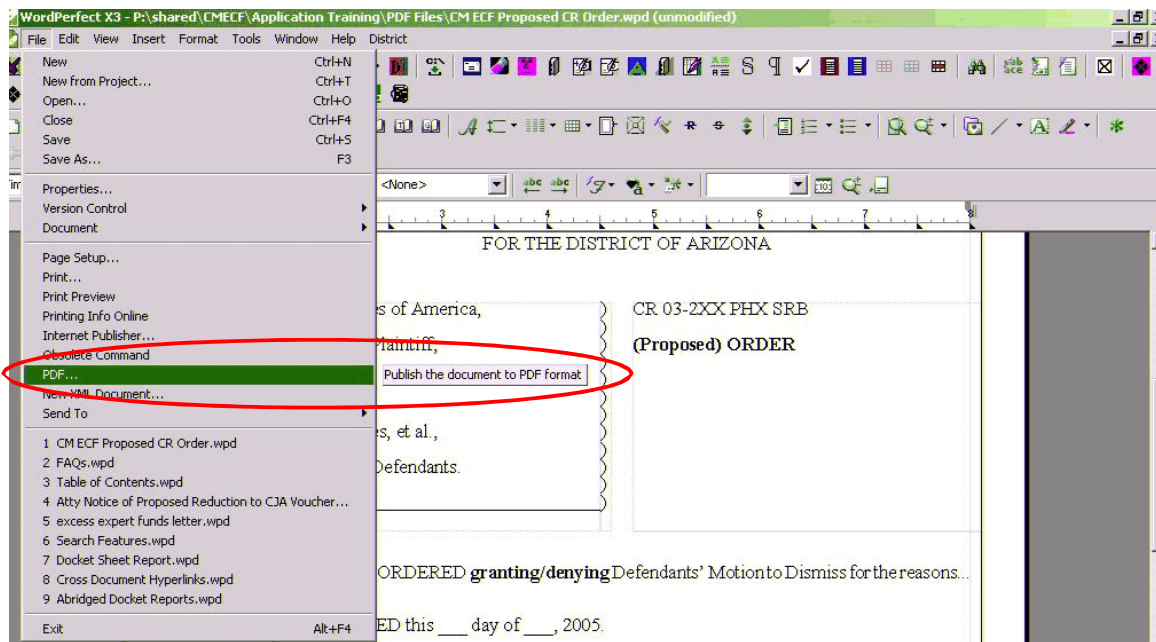 WordPerfect X3 - P:\shared\CMECF\Application Training\PDF Files\CM ECF Proposed CR Order.wpd (unmodified)
File Edit View Insert Format Tools Window Help District
New Ctrl+N
New from Project... Ctrl+T
Open... Ctrl+O
Close Ctrl+F4
Save Ctrl+S
Save As... F3
Properties...
Version Control
Document
Page Setup...
Print...
Print Preview
Printing Info Online
Internet Publisher...
Obsolete Command
PDF...
Publish the document to PDF format
New XML Document...
Send To
1 CM ECF Proposed CR Order.wpd
2 FAQs.wpd
3 Table of Contents.wpd
4 Atty Notice of Proposed Reduction to CJA Voucher...
5 excess expert funds letter.wpd
6 Search Features.wpd
7 Docket Sheet Report.wpd
8 Cross Document Hyperlinks.wpd
9 Abridged Docket Reports.wpd
Exit Alt+F4
<None>
3 4 5 6 7 8
FOR THE DISTRICT OF ARIZONA
es of America,
Plaintiff,
es, et al.,
Defendants.
CR 03-2XX PHX SRB
(Proposed) ORDER
ORDERED granting/denying Defendants' Motion to Dismiss for the reasons...
ED this ___ day of ___, 2005.